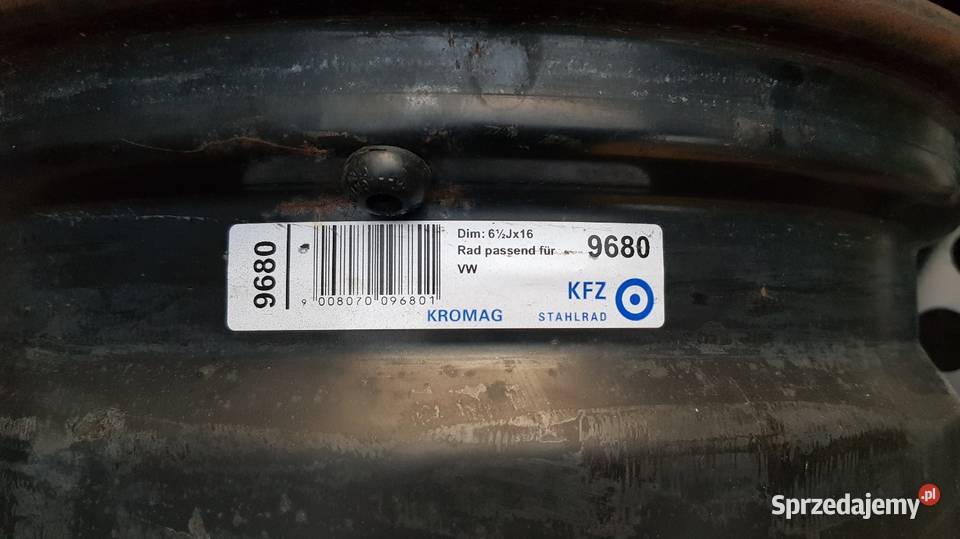 9680
9 008070 096801
Dim: 6½Jx16
Rad passend für
VW
9680
KROMAG
KFZ
STAHLRAD
Sprzedajemy.pl